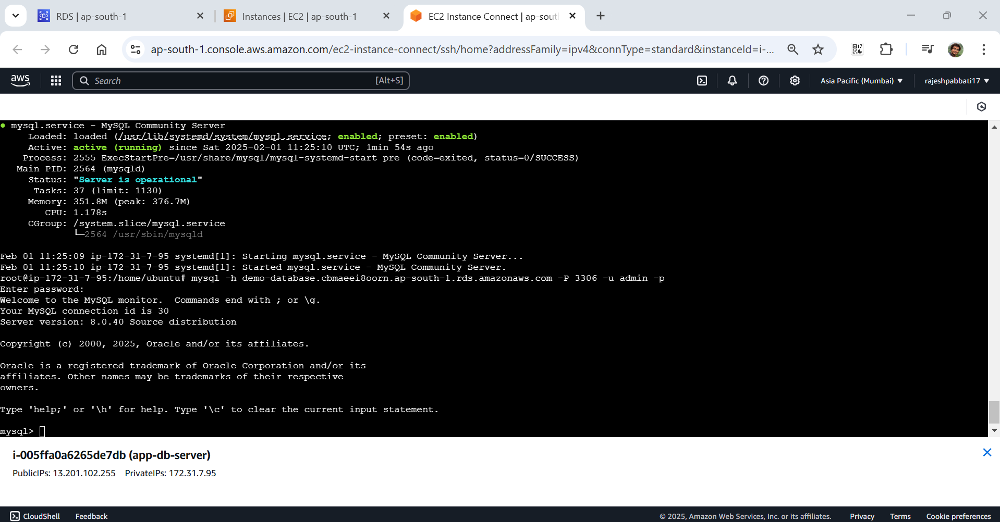 RDS | ap-south-1
Instances | EC2 | ap-south-1
EC2 Instance Connect | ap-sout
ap-south-1.console.aws.amazon.com/ec2-instance-connect/ssh/home?addressFamily=ipv4&connType=standard&instanceId=i-...
aws
Search [Alt+S]
Asia Pacific (Mumbai)
rajeshpabbati17
mysql.service - MySQL Community Server
Loaded: loaded (/usr/lib/systemd/system/mysql.service; enabled; preset: enabled)
Active: active (running) since Sat 2025-02-01 11:25:10 UTC; 1min 54s ago
Process: 2555 ExecStartPre=/usr/share/mysql/mysql-systemd-start pre (code=exited, status=0/SUCCESS)
Main PID: 2564 (mysqld)
Status: "Server is operational"
Tasks: 37 (limit: 1130)
Memory: 351.8M (peak: 376.7M)
CPU: 1.178s
CGroup: /system.slice/mysql.service
└─2564 /usr/sbin/mysqld
Feb 01 11:25:09 ip-172-31-7-95 systemd[1]: Starting mysql.service - MySQL Community Server...
Feb 01 11:25:10 ip-172-31-7-95 systemd[1]: Started mysql.service - MySQL Community Server.
root@ip-172-31-7-95:/home/ubuntu# mysql -h demo-database.cbmaeei8oorn.ap-south-1.rds.amazonaws.com -P 3306 -u admin -p
Enter password:
Welcome to the MySQL monitor.  Commands end with ; or \g.
Your MySQL connection id is 30
Server version: 8.0.40 Source distribution
Copyright (c) 2000, 2025, Oracle and/or its affiliates.
Oracle is a registered trademark of Oracle Corporation and/or its
affiliates. Other names may be trademarks of their respective
owners.
Type 'help;' or '\h' for help. Type '\c' to clear the current input statement.
mysql>
i-005ffa0a6265de7db (app-db-server)
PublicIPs: 13.201.102.255 PrivateIPs: 172.31.7.95
CloudShell Feedback © 2025, Amazon Web Services, Inc. or its affiliates. Privacy Terms Cookie preferences